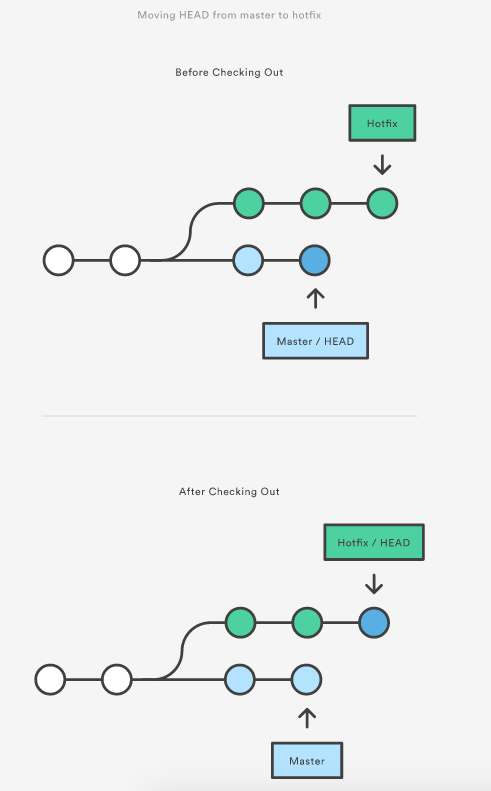 Moving HEAD from master to hotfix
Before Checking Out
Hotfix
Master / HEAD
After Checking Out
Hotfix / HEAD
Master